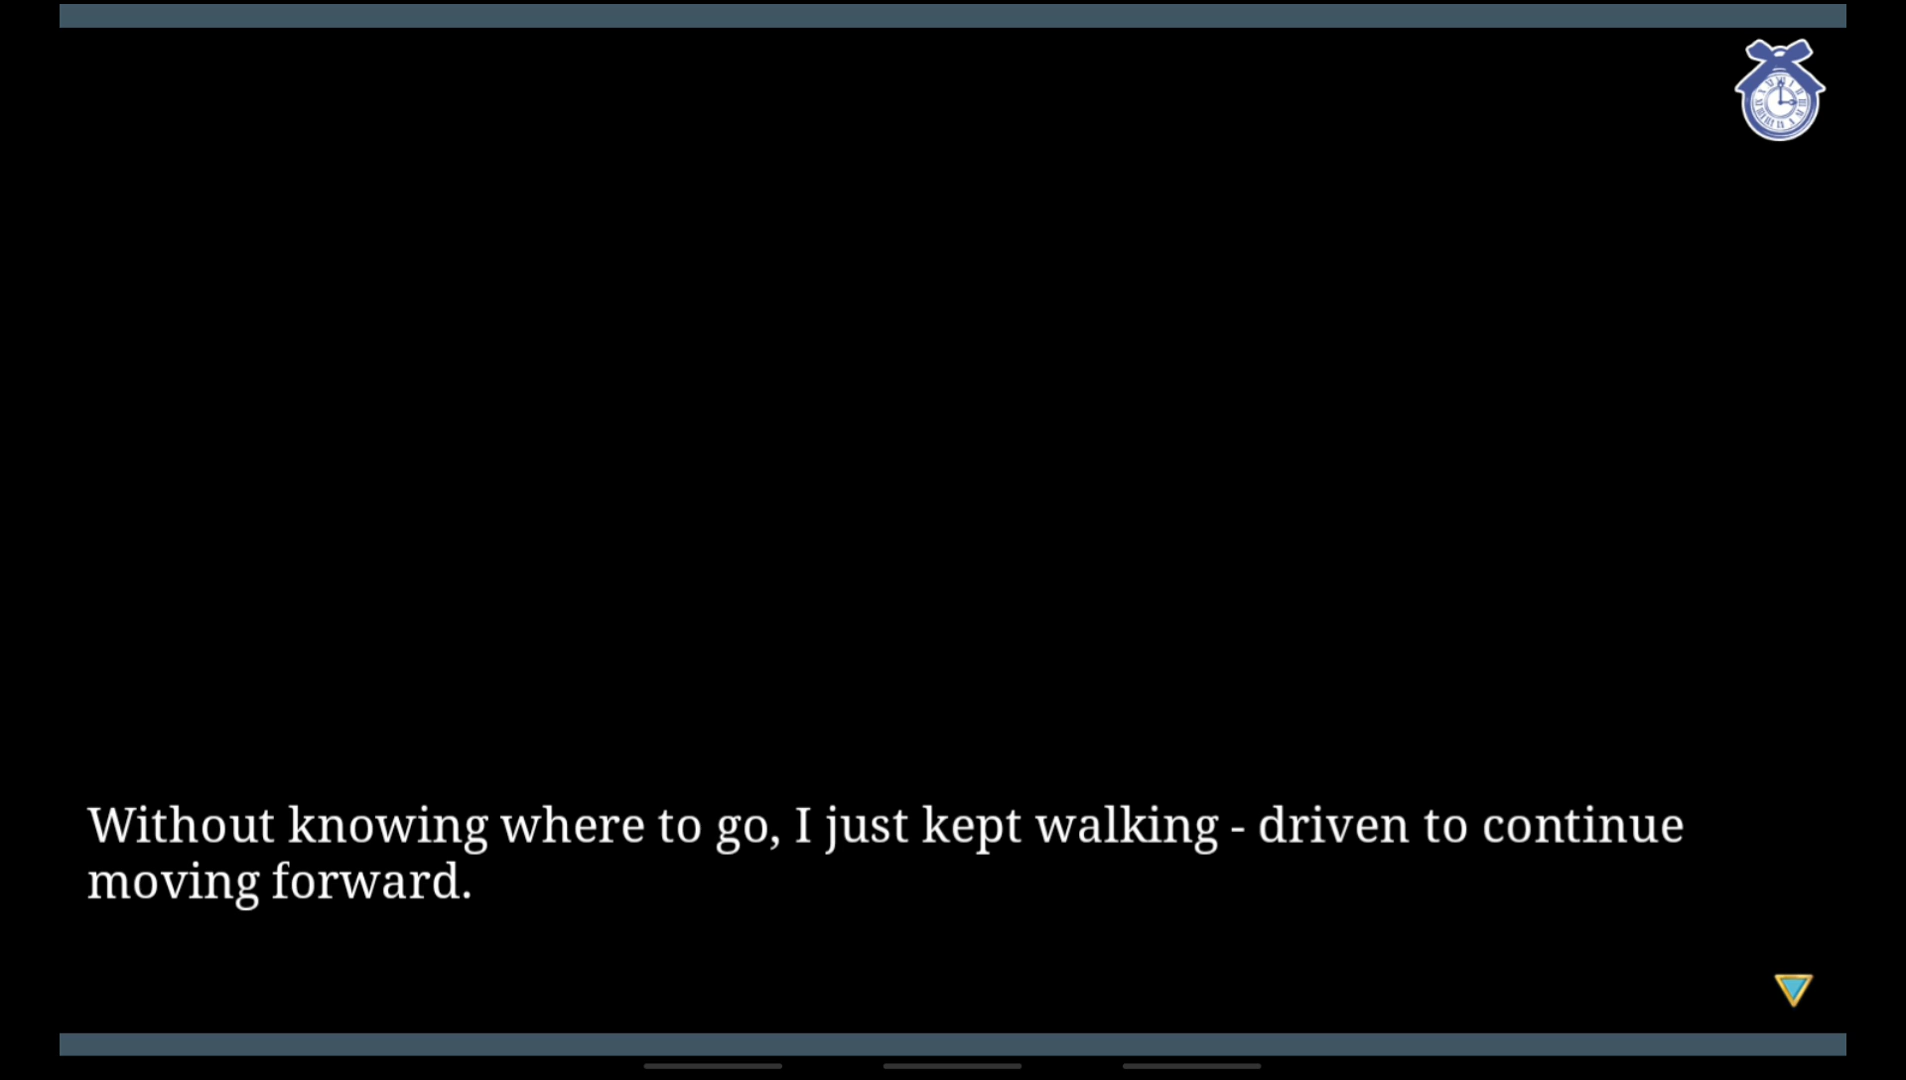 Without knowing where to go, I just kept walking - driven to continue
moving forward.